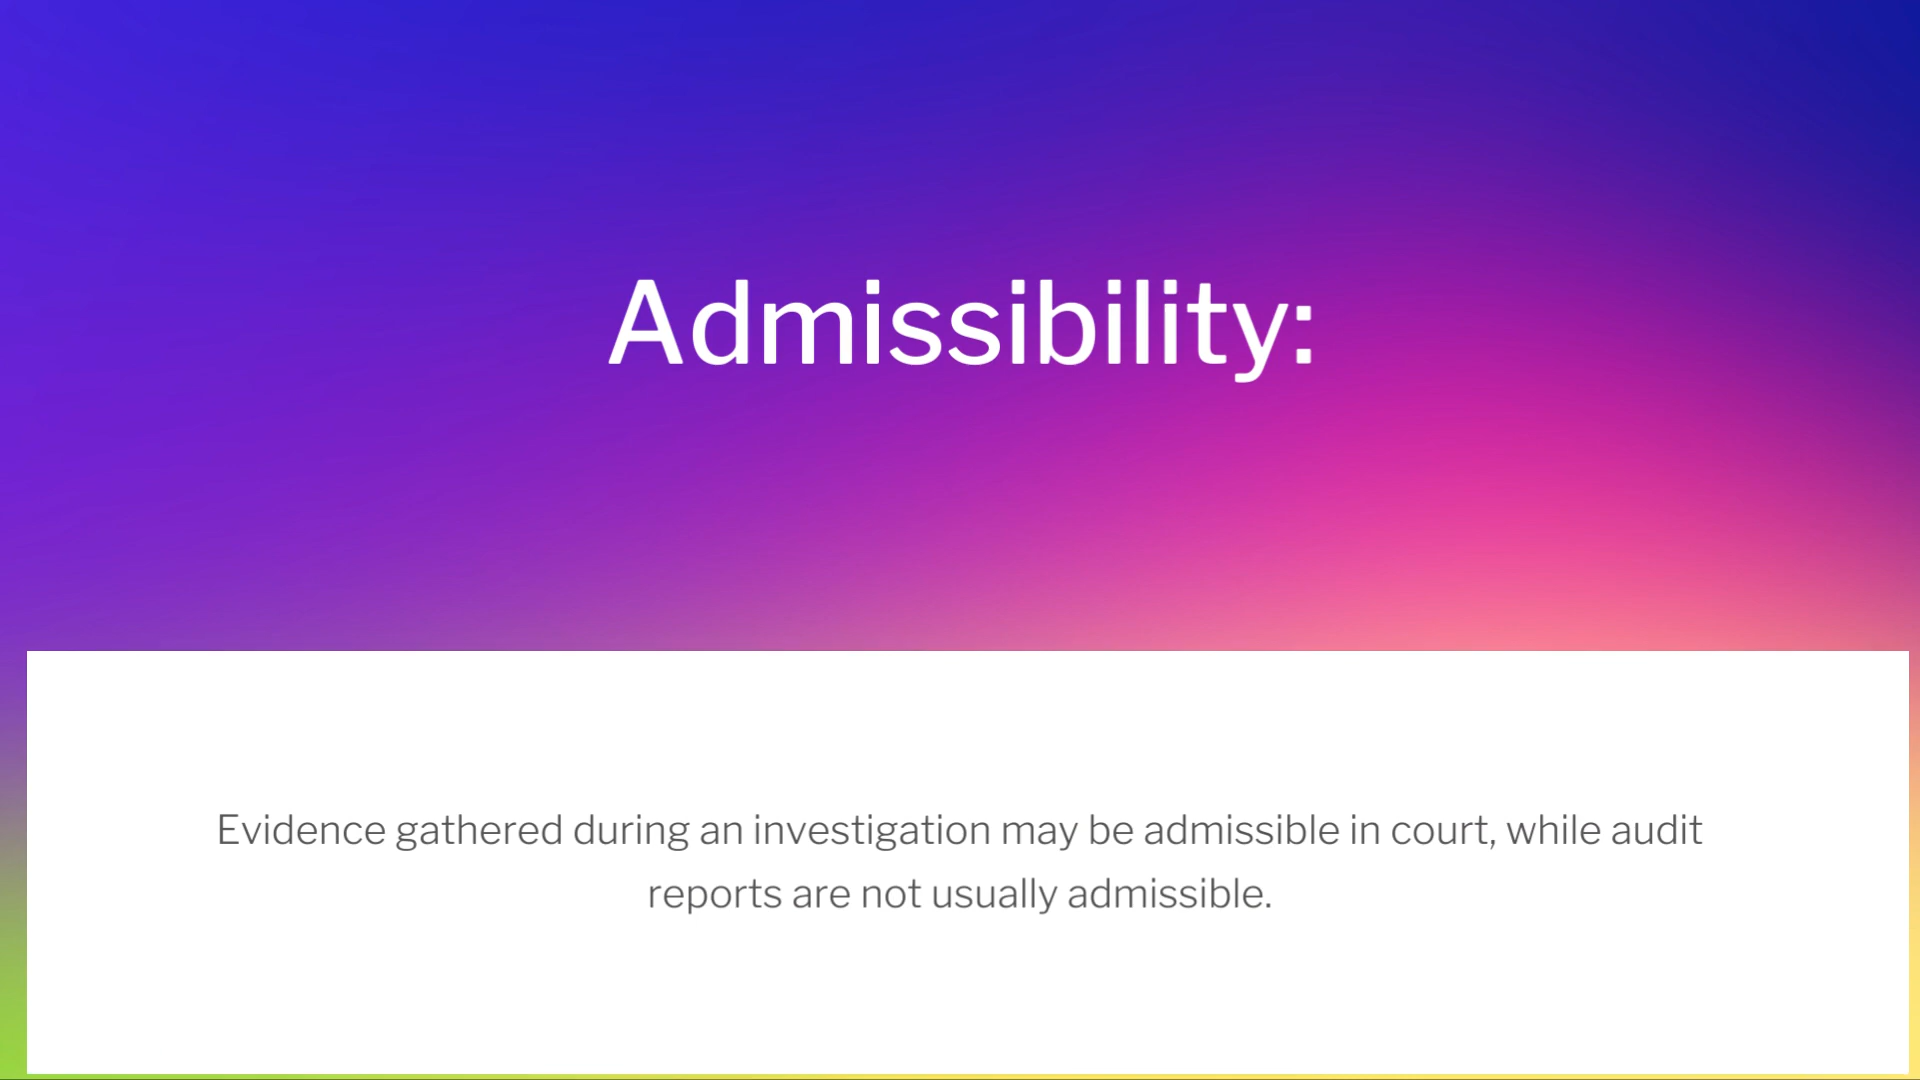 Admissibility:
Evidence gathered during an investigation may be admissible in court, while audit
reports are not usually admissible.